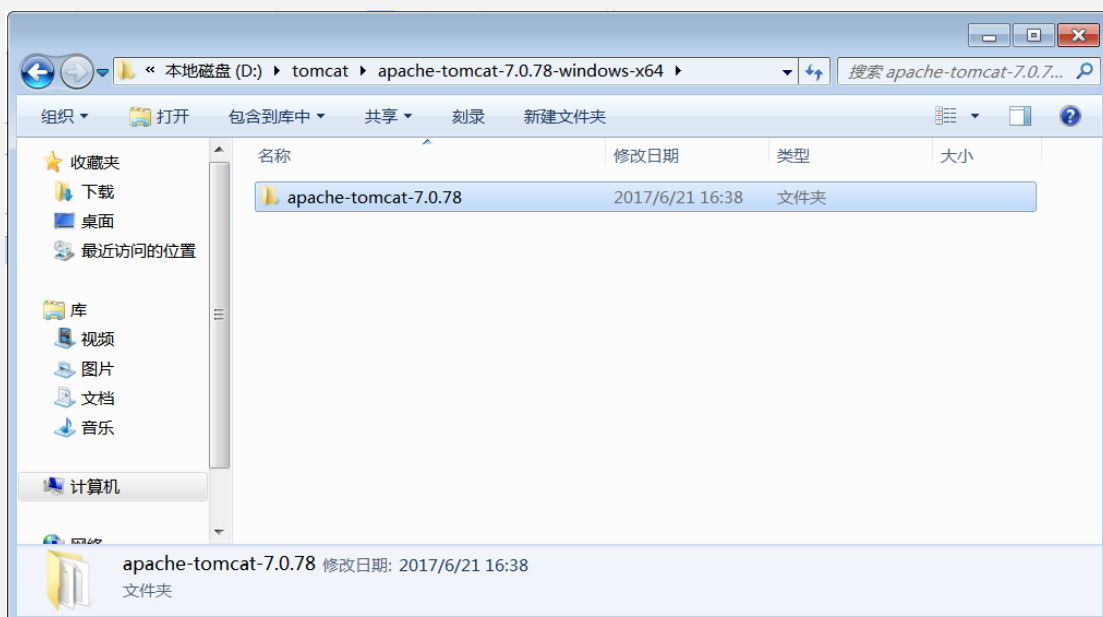 « 本地磁盘 (D:) ▸ tomcat ▸ apache-tomcat-7.0.78-windows-x64 ▸
搜索 apache-tomcat-7.0.7...
组织 打开 包含到库中 共享 刻录 新建文件夹
名称 修改日期 类型 大小
apache-tomcat-7.0.78 2017/6/21 16:38 文件夹
收藏夹
下载
桌面
最近访问的位置
库
视频
图片
文档
音乐
计算机
网络
apache-tomcat-7.0.78 修改日期: 2017/6/21 16:38
文件夹